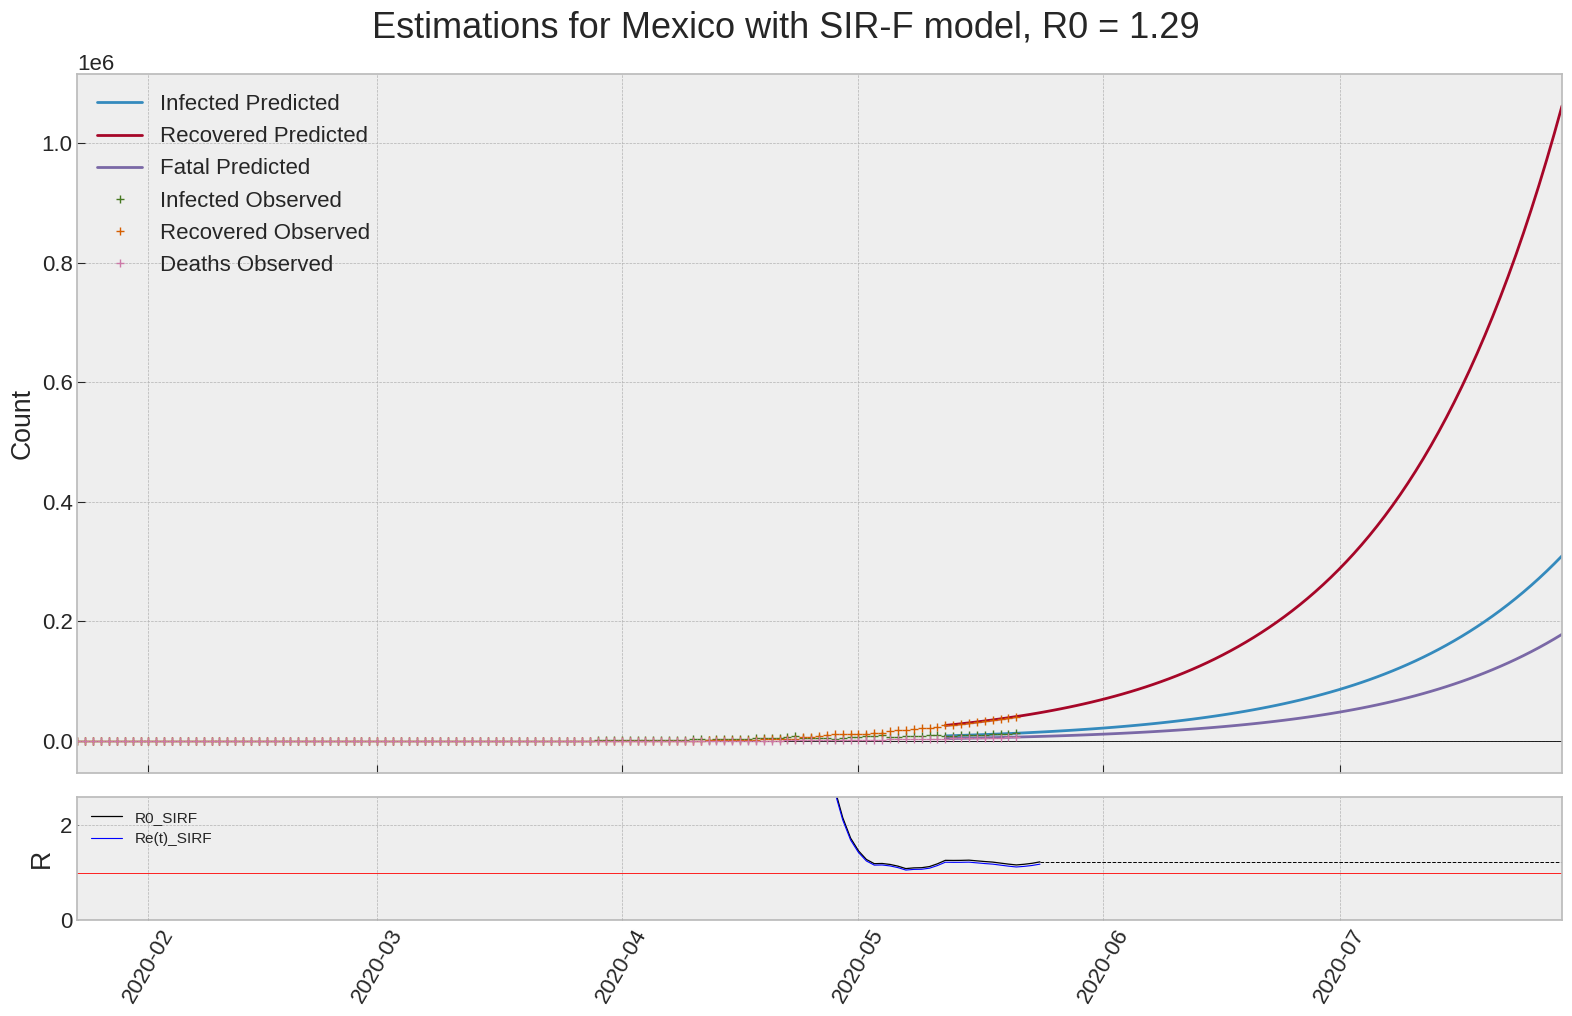 Estimations for Mexico with SIR-F model, R0 = 1.29
1e6
Infected Predicted
Recovered Predicted
Fatal Predicted
Infected Observed
Recovered Observed
Deaths Observed
1.0
0.8
0.6
0.4
0.2
0.0
Count
R0_SIRF
Re(t)_SIRF
2
0
R
2020-02
2020-03
2020-04
2020-05
2020-06
2020-07